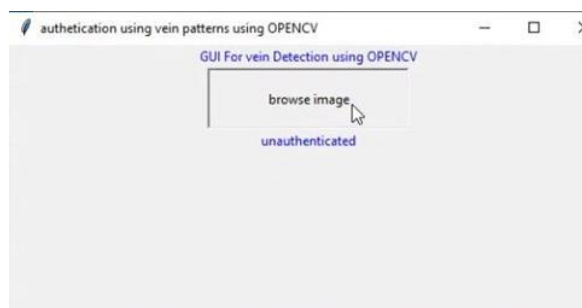 authetication using vein patterns using OPENCV
GUI For vein Detection using OPENCV
browse image
unauthenticated